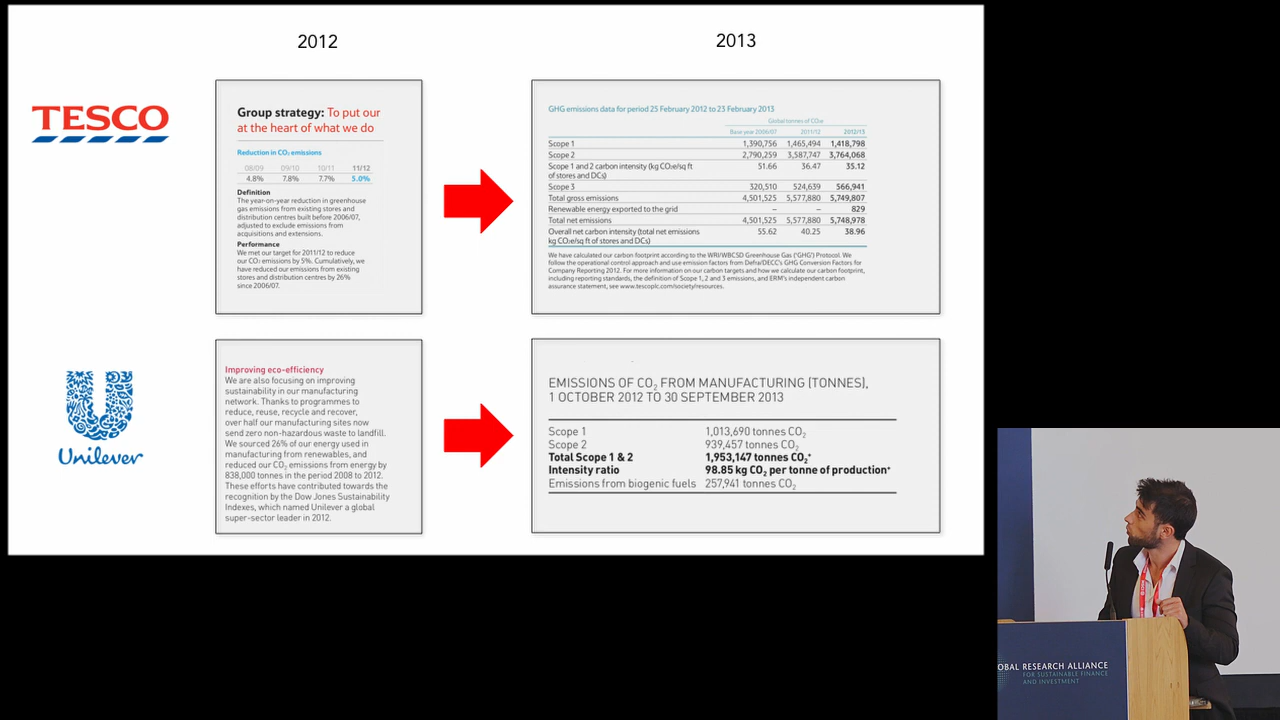 2012
2013
TESCO
Group strategy: To put our
at the heart of what we do
Reduction in CO₂ emissions
08/09 09/10 10/11 11/12
4.8% 7.8% 7.7% 5.0%
Definition
The year-on-year reduction in greenhouse
gas emissions from existing stores and
distribution centres built before 2006/07,
adjusted to exclude emissions from
acquisitions and extensions.
Performance
We met our target for 2011/12 to reduce
our CO₂ emissions by 5%. Cumulatively, we
have reduced our emissions from existing
stores and distribution centres by 26%
since 2006/07.
GHG emissions data for period 25 February 2012 to 23 February 2013
Global tonnes of CO₂e
Base year 2006/07 2011/12 2012/13
Scope 1 1,390,756 1,465,494 1,418,798
Scope 2 2,790,259 3,587,747 3,764,068
Scope 1 and 2 carbon intensity (kg CO₂e/sq ft 51.66 36.47 35.12
of stores and DCs)
Scope 3 320,510 524,639 566,941
Total gross emissions 4,501,525 5,577,880 5,749,807
Renewable energy exported to the grid – – 829
Total net emissions 4,501,525 5,577,880 5,748,978
Overall net carbon intensity (total net emissions 55.62 40.25 38.96
kg CO₂e/sq ft of stores and DCs)
We have calculated our carbon footprint according to the WRI/WBCSD Greenhouse Gas ('GHG') Protocol. We
follow the operational control approach and use emission factors from Defra/DECC's GHG Conversion Factors for
Company Reporting 2012. For more information on our carbon targets and how we calculate our carbon footprint,
including reporting standards, the definition of Scope 1, 2 and 3 emissions, and ERM's independent carbon
assurance statement, see www.tescoplc.com/society/resources.
Unilever
Improving eco-efficiency
We are also focusing on improving
sustainability in our manufacturing
network. Thanks to programmes to
reduce, reuse, recycle and recover,
over half our manufacturing sites now
send zero non-hazardous waste to landfill.
We sourced 26% of our energy used in
manufacturing from renewables, and
reduced our CO₂ emissions from energy by
838,000 tonnes in the period 2008 to 2012.
These efforts have contributed towards the
recognition by the Dow Jones Sustainability
Indexes, which named Unilever a global
super-sector leader in 2012.
EMISSIONS OF CO₂ FROM MANUFACTURING (TONNES),
1 OCTOBER 2012 TO 30 SEPTEMBER 2013
Scope 1 1,013,690 tonnes CO₂
Scope 2 939,457 tonnes CO₂
Total Scope 1 & 2 1,953,147 tonnes CO₂⁺
Intensity ratio 98.85 kg CO₂ per tonne of production⁺
Emissions from biogenic fuels 257,941 tonnes CO₂
OBAL RESEARCH ALLIANCE
FOR SUSTAINABLE FINANCE
AND INVESTMENT